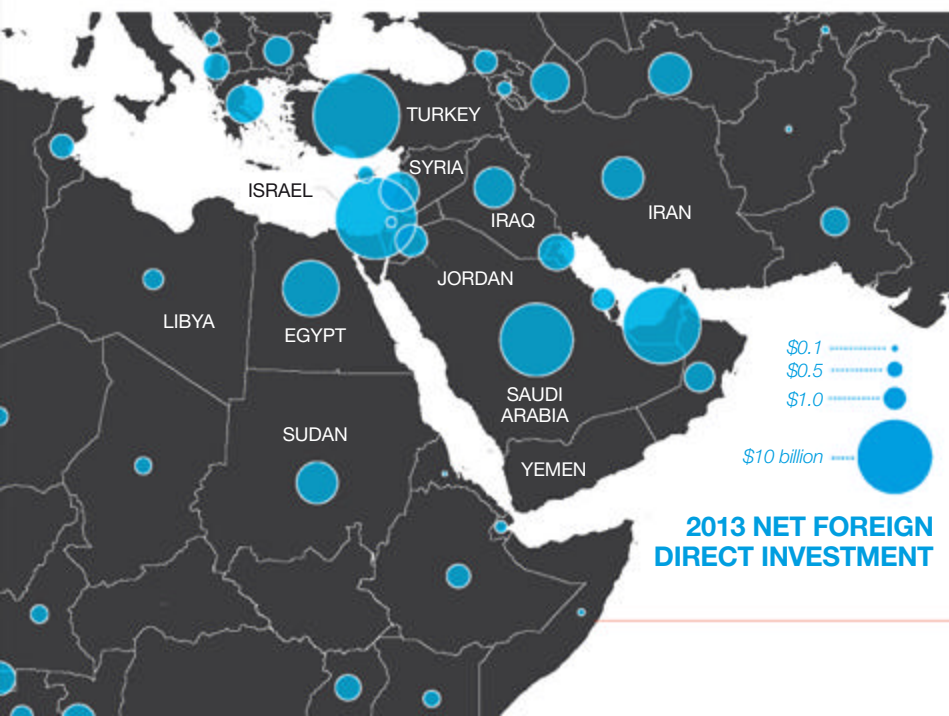 TURKEY
SYRIA
ISRAEL
IRAQ
IRAN
JORDAN
LIBYA
EGYPT
SAUDI
ARABIA
SUDAN
YEMEN
$0.1
$0.5
$1.0
$10 billion
2013 NET FOREIGN
DIRECT INVESTMENT